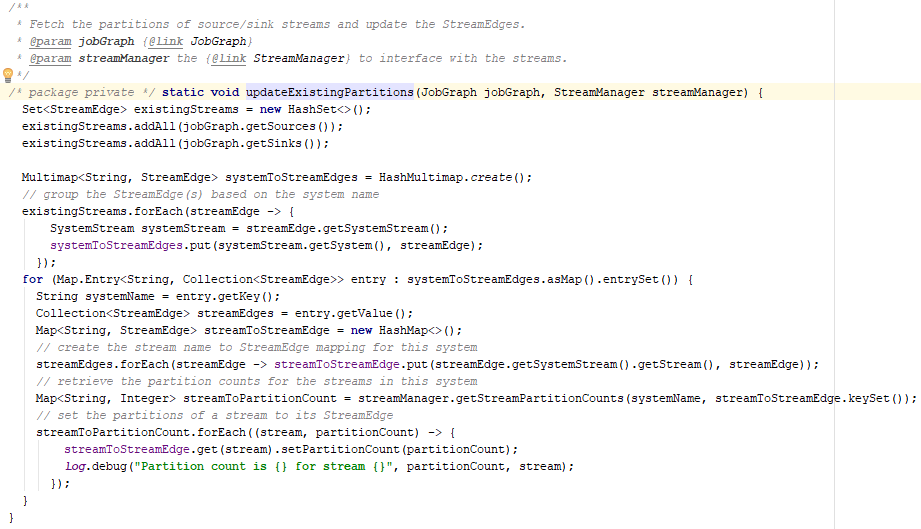 /**
 * Fetch the partitions of source/sink streams and update the StreamEdges.
 * @param jobGraph {@link JobGraph}
 * @param streamManager the {@link StreamManager} to interface with the streams.
 */
/* package private */ static void updateExistingPartitions(JobGraph jobGraph, StreamManager streamManager) {
  Set<StreamEdge> existingStreams = new HashSet<>();
  existingStreams.addAll(jobGraph.getSources());
  existingStreams.addAll(jobGraph.getSinks());

  Multimap<String, StreamEdge> systemToStreamEdges = HashMultimap.create();
  // group the StreamEdge(s) based on the system name
  existingStreams.forEach(streamEdge -> {
      SystemStream systemStream = streamEdge.getSystemStream();
      systemToStreamEdges.put(systemStream.getSystem(), streamEdge);
    });
  for (Map.Entry<String, Collection<StreamEdge>> entry : systemToStreamEdges.asMap().entrySet()) {
    String systemName = entry.getKey();
    Collection<StreamEdge> streamEdges = entry.getValue();
    Map<String, StreamEdge> streamToStreamEdge = new HashMap<>();
    // create the stream name to StreamEdge mapping for this system
    streamEdges.forEach(streamEdge -> streamToStreamEdge.put(streamEdge.getSystemStream().getStream(), streamEdge));
    // retrieve the partition counts for the streams in this system
    Map<String, Integer> streamToPartitionCount = streamManager.getStreamPartitionCounts(systemName, streamToStreamEdge.keySet());
    // set the partitions of a stream to its StreamEdge
    streamToPartitionCount.forEach((stream, partitionCount) -> {
        streamToStreamEdge.get(stream).setPartitionCount(partitionCount);
        log.debug("Partition count is {} for stream {}", partitionCount, stream);
      });
  }
}